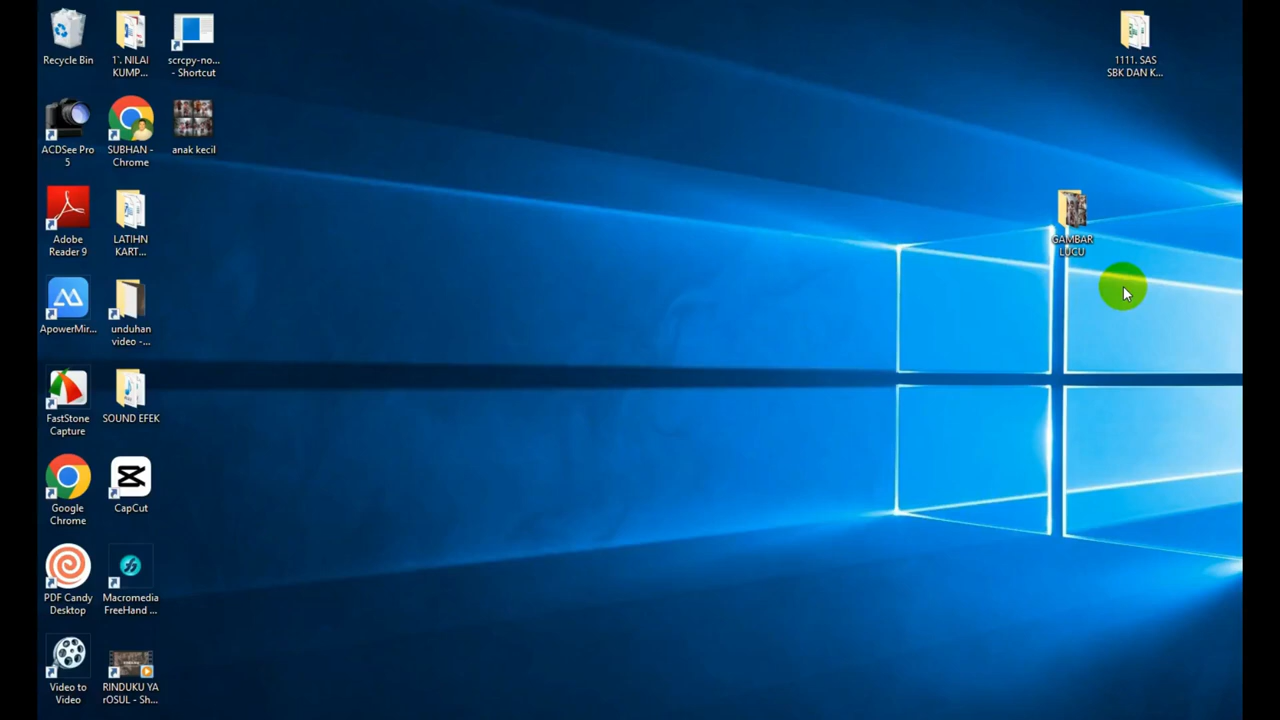 Recycle Bin
1`. NILAI
KUMP...
scrcpy-no...
- Shortcut
1111. SAS
SBK DAN K...
ACDSee Pro
5
SUBHAN -
Chrome
anak kecil
Adobe
Reader 9
LATIHN
KART...
GAMBAR
LUCU
ApowerMir...
unduhan
video -...
FastStone
Capture
SOUND EFEK
Google
Chrome
CapCut
PDF Candy
Desktop
Macromedia
FreeHand ...
Video to
Video
RINDUKU YA
rOSUL - Sh...